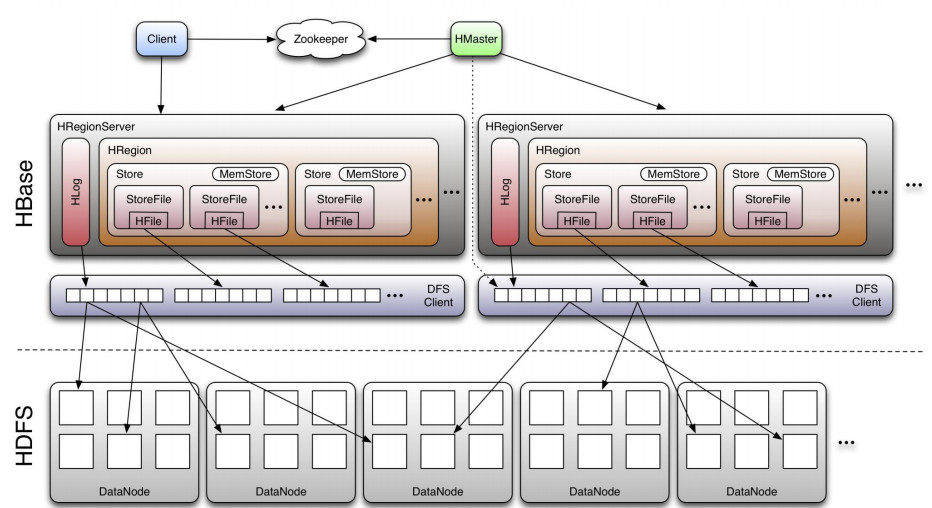 Client
Zookeeper
HMaster
HBase
HRegionServer
HLog
HRegion
Store
MemStore
StoreFile
HFile
StoreFile
HFile
...
Store
MemStore
StoreFile
HFile
...
...
HRegionServer
HLog
HRegion
Store
MemStore
StoreFile
HFile
StoreFile
HFile
...
Store
MemStore
StoreFile
HFile
...
...
...
...
DFS
Client
...
DFS
Client
HDFS
DataNode
DataNode
DataNode
DataNode
DataNode
...